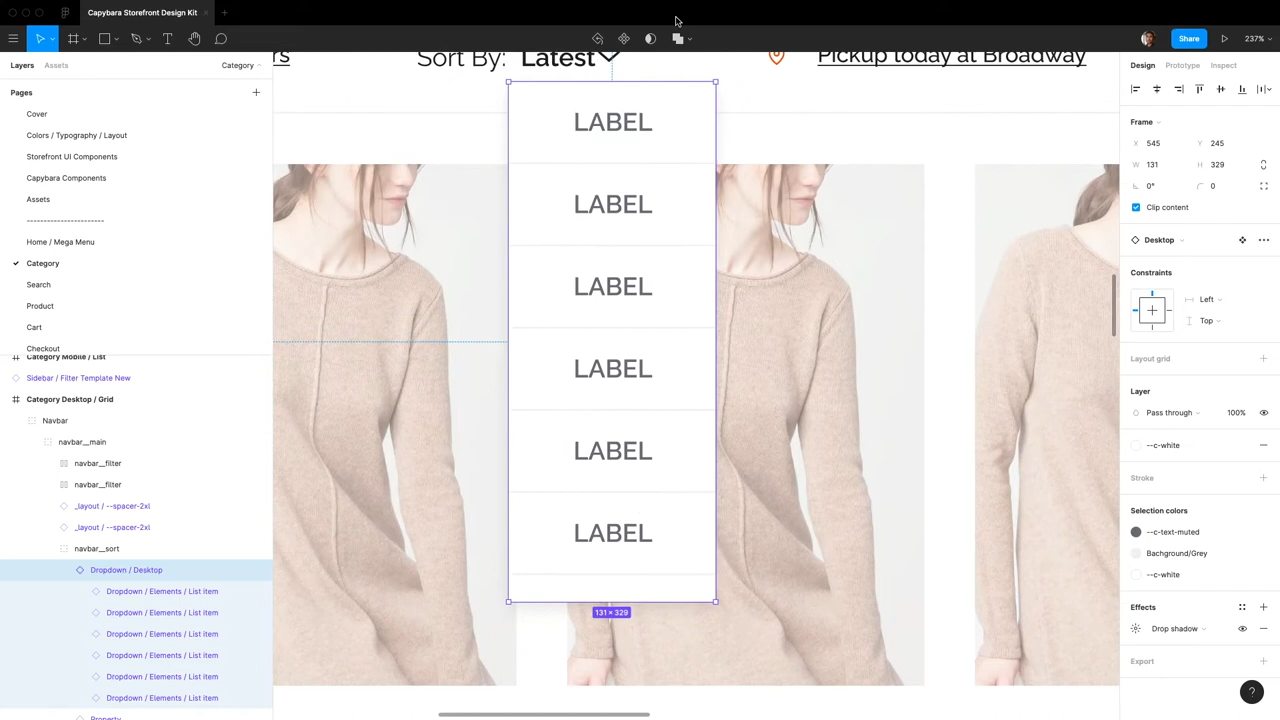 Capybara Storefront Design Kit
Share
237%
Layers
Assets
Category
Pages
Cover
Colors / Typography / Layout
Storefront UI Components
Capybara Components
Assets
-----------------------
Home / Mega Menu
Category
Search
Product
Cart
Checkout
Category Mobile / List
Sidebar / Filter Template New
Category Desktop / Grid
Navbar
navbar__main
navbar__filter
navbar__filter
_layout / --spacer-2xl
_layout / --spacer-2xl
navbar__sort
Dropdown / Desktop
Dropdown / Elements / List item
Dropdown / Elements / List item
Dropdown / Elements / List item
Dropdown / Elements / List item
Dropdown / Elements / List item
Dropdown / Elements / List item
Property
Sort By: Latest
Pickup today at Broadway
LABEL
LABEL
LABEL
LABEL
LABEL
LABEL
131 × 329
Design
Prototype
Inspect
Frame
X 545
Y 245
W 131
H 329
0°
0
Clip content
Desktop
Constraints
Left
Top
Layout grid
Layer
Pass through
100%
--c-white
Stroke
Selection colors
--c-text-muted
Bachground/Grey
--c-white
Effects
Drop shadow
Export
?